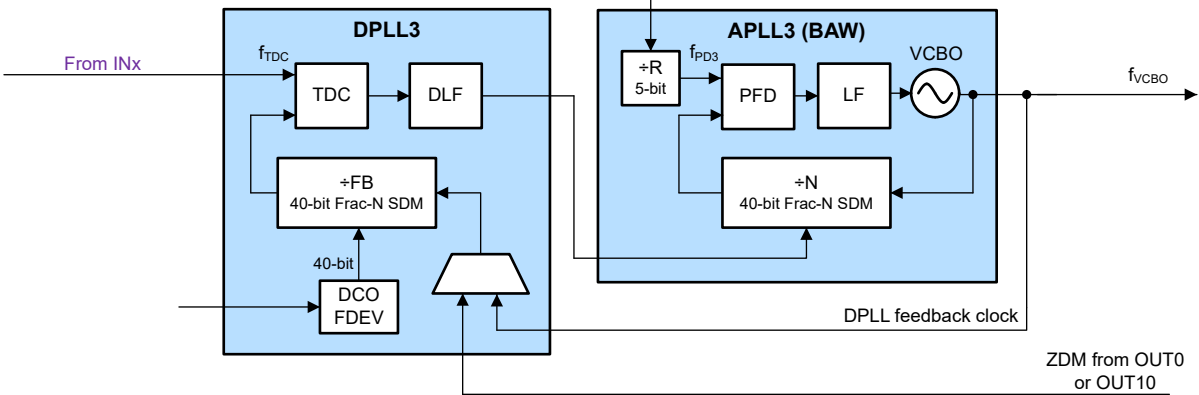 DPLL3
From INx
fTDC
TDC
DLF
÷FB
40-bit Frac-N SDM
40-bit
DCO
FDEV
APLL3 (BAW)
÷R
5-bit
fPD3
PFD
LF
VCBO
fVCBO
÷N
40-bit Frac-N SDM
DPLL feedback clock
ZDM from OUT0
or OUT10